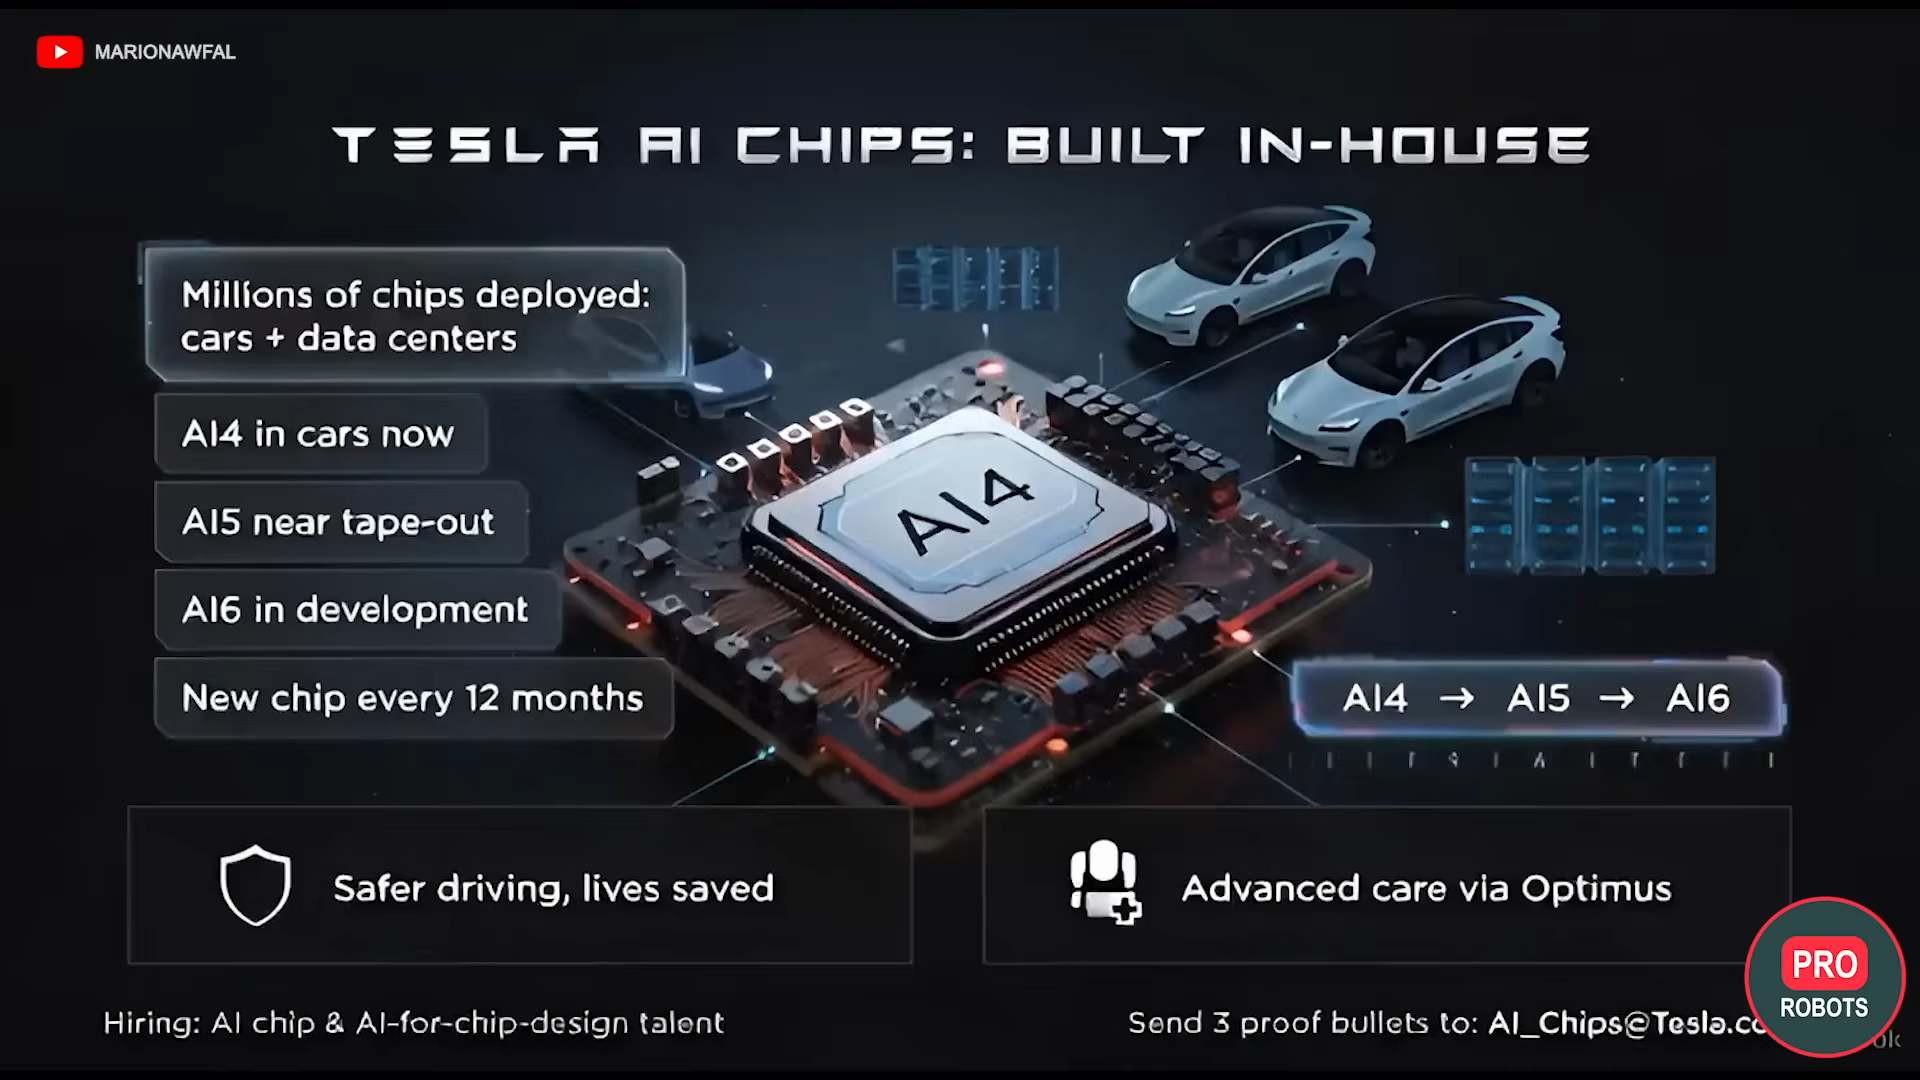 MARIONAWFAL
TESLA AI CHIPS: BUILT IN-HOUSE
Millions of chips deployed:
cars + data centers
AI4 in cars now
AI5 near tape-out
AI6 in development
New chip every 12 months
AI4
AI4 → AI5 → AI6
Safer driving, lives saved
Advanced care via Optimus
Hiring: AI chip & AI-for-chip-design talent
Send 3 proof bullets to: AI_Chips@Tesla.co
PRO
ROBOTS